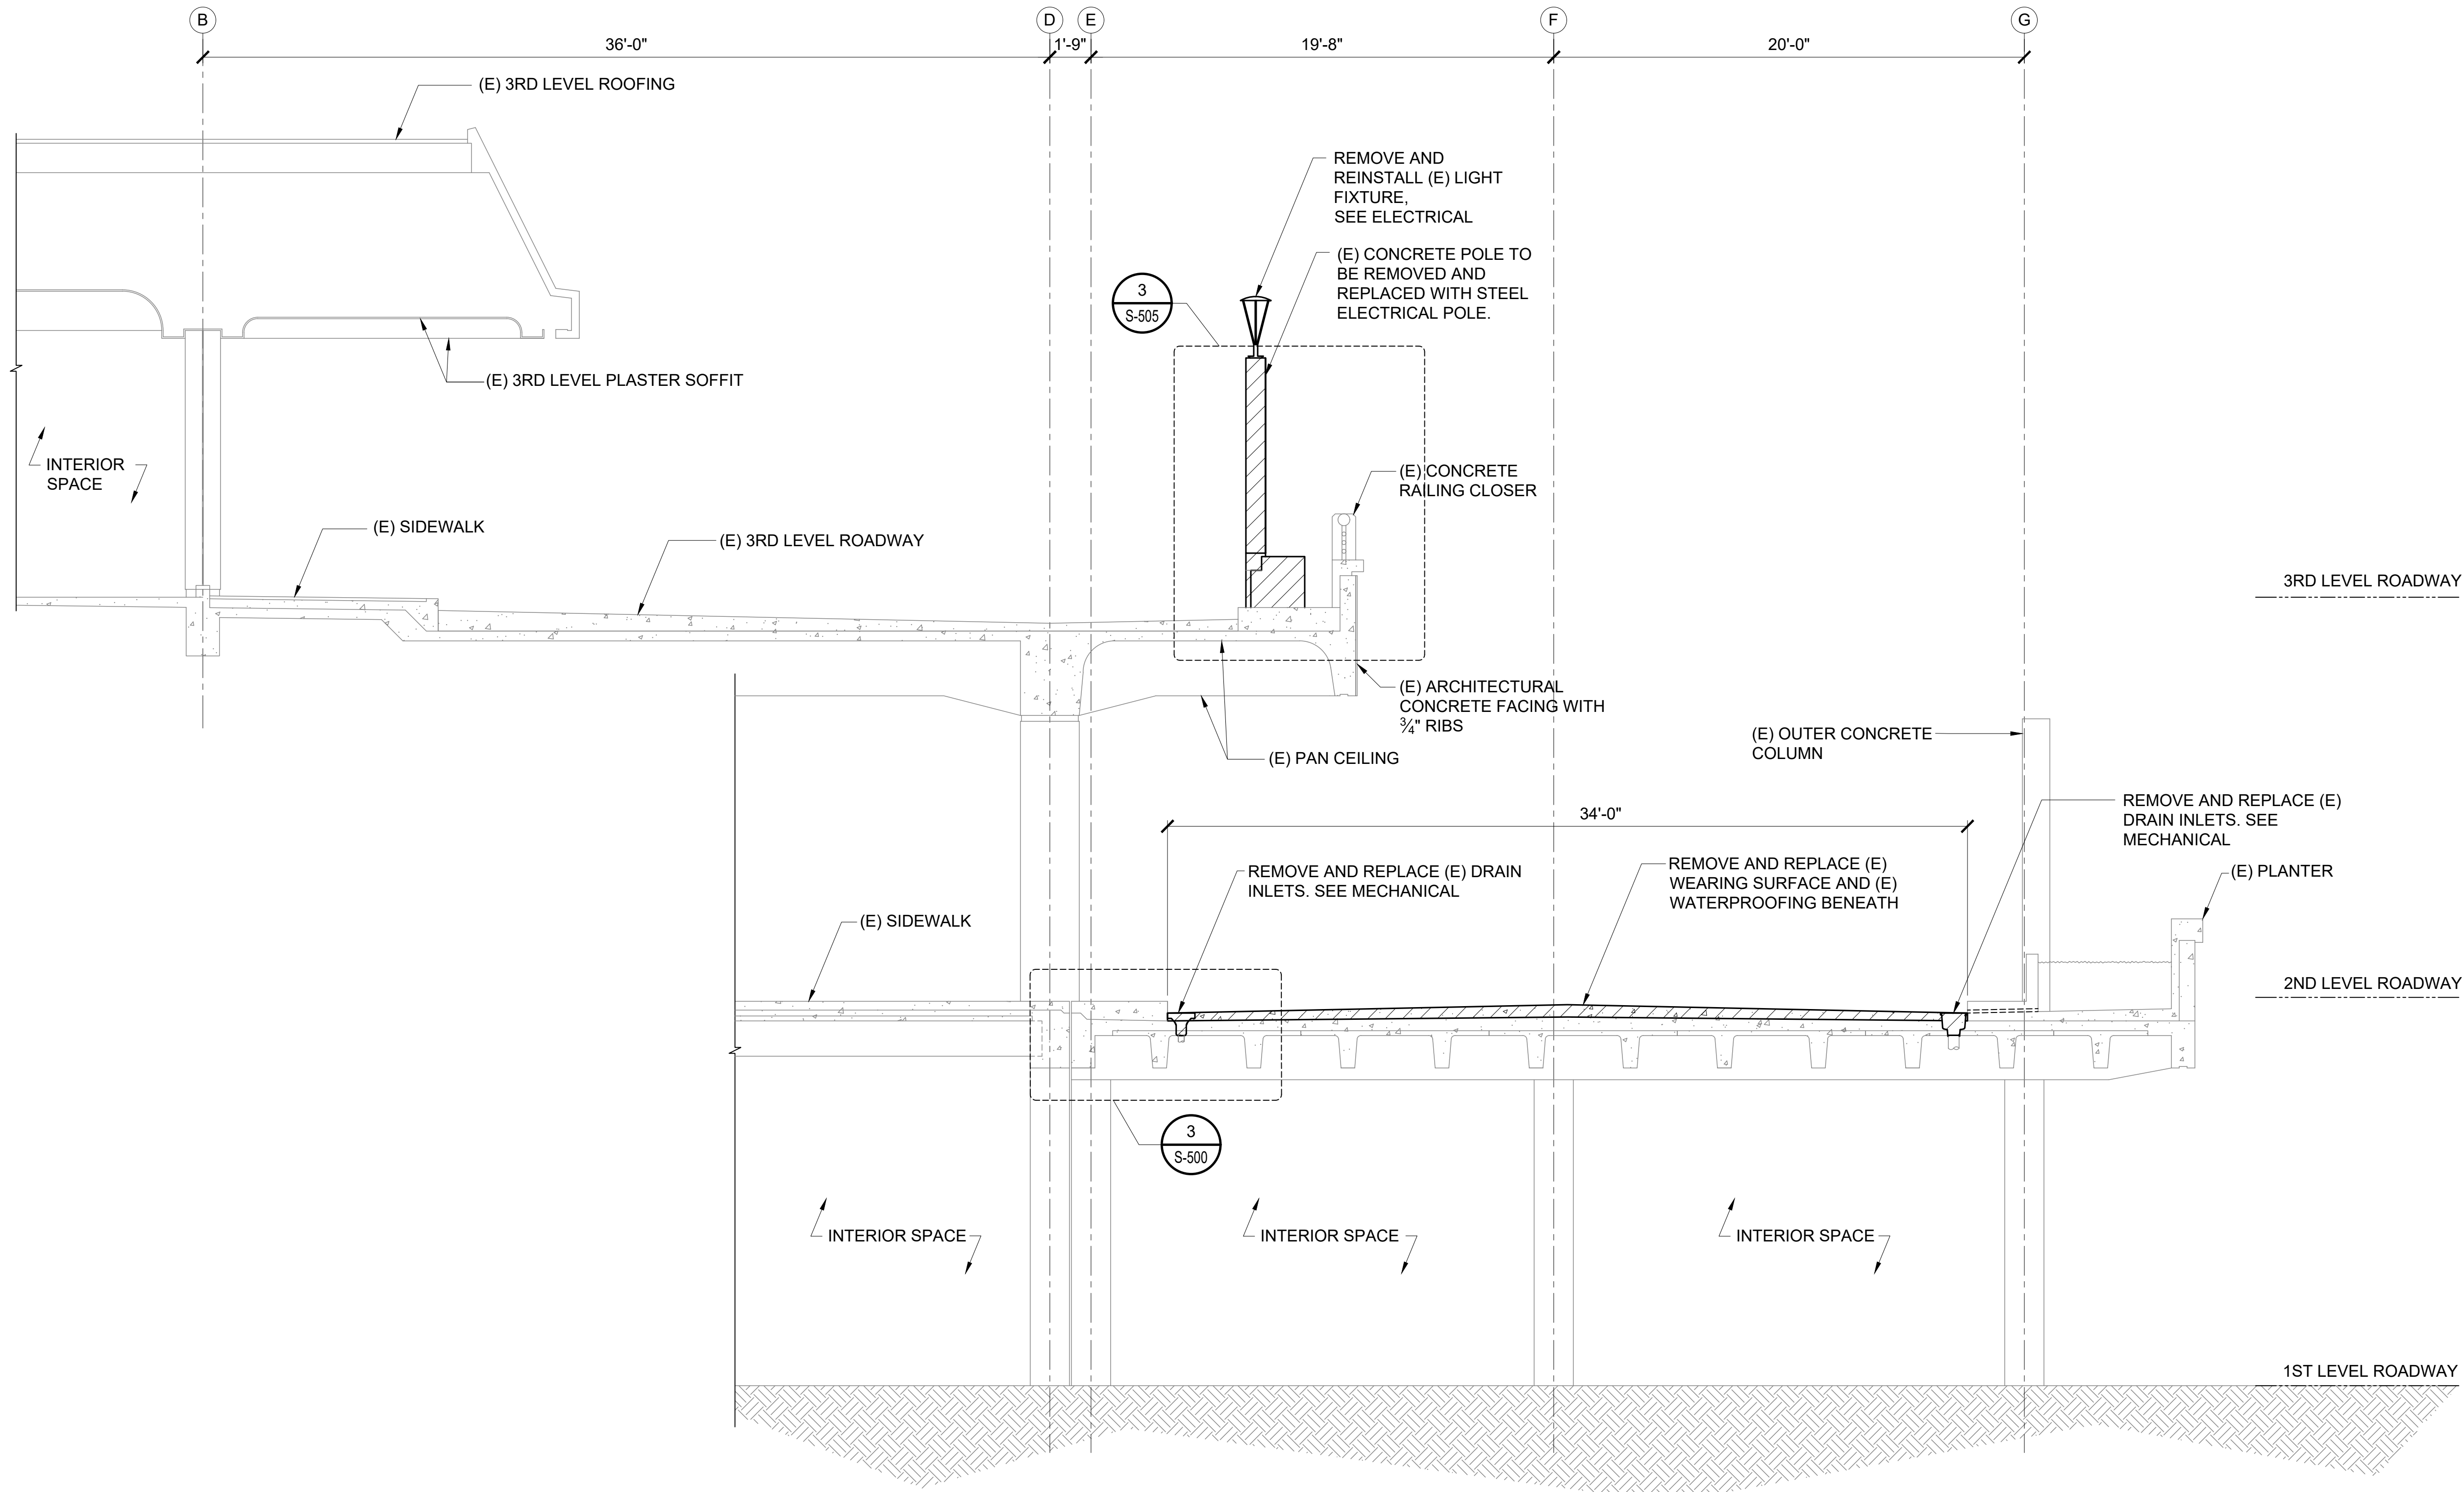 B
D
E
F
G
36'-0"
1'-9"
19'-8"
20'-0"
(E) 3RD LEVEL ROOFING
REMOVE AND
REINSTALL (E) LIGHT
FIXTURE,
SEE ELECTRICAL
(E) CONCRETE POLE TO
BE REMOVED AND
REPLACED WITH STEEL
ELECTRICAL POLE.
3
S-505
(E) 3RD LEVEL PLASTER SOFFIT
INTERIOR
SPACE
(E) CONCRETE
RAILING CLOSER
(E) SIDEWALK
(E) 3RD LEVEL ROADWAY
3RD LEVEL ROADWAY
(E) ARCHITECTURAL
CONCRETE FACING WITH
¾" RIBS
(E) PAN CEILING
(E) OUTER CONCRETE
COLUMN
34'-0"
REMOVE AND REPLACE (E)
DRAIN INLETS. SEE
MECHANICAL
REMOVE AND REPLACE (E) DRAIN
INLETS. SEE MECHANICAL
REMOVE AND REPLACE (E)
WEARING SURFACE AND (E)
WATERPROOFING BENEATH
(E) PLANTER
(E) SIDEWALK
2ND LEVEL ROADWAY
3
S-500
INTERIOR SPACE
INTERIOR SPACE
INTERIOR SPACE
1ST LEVEL ROADWAY